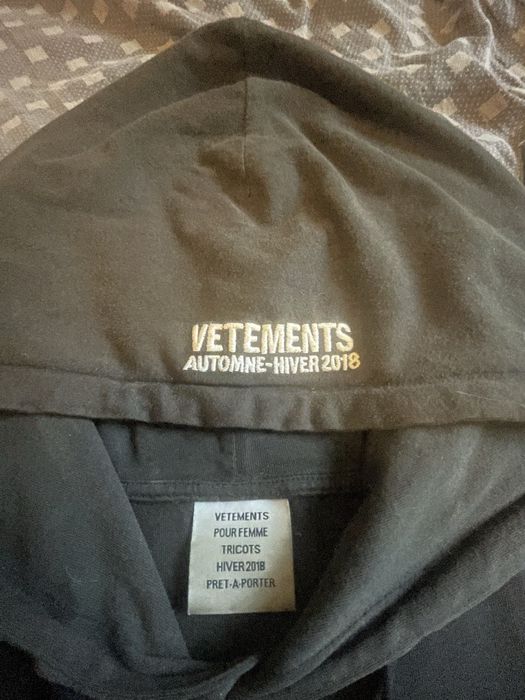 VETEMENTS
AUTOMNE-HIVER 2018
VETEMENTS
POUR FEMME
TRICOTS
HIVER 2018
PRET-A-PORTER